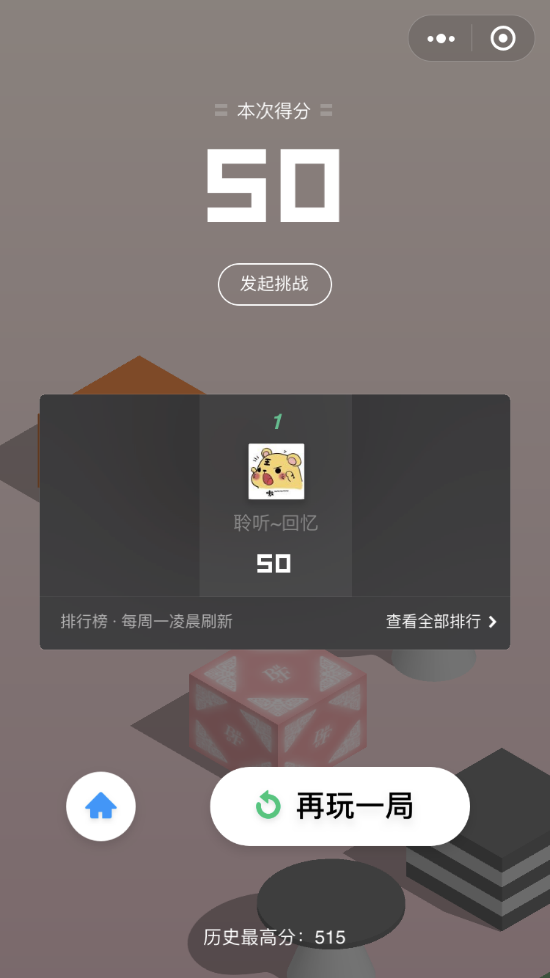 本次得分
50
发起挑战
1
聆听~回忆
50
排行榜 · 每周一凌晨刷新
查看全部排行
再玩一局
历史最高分：515